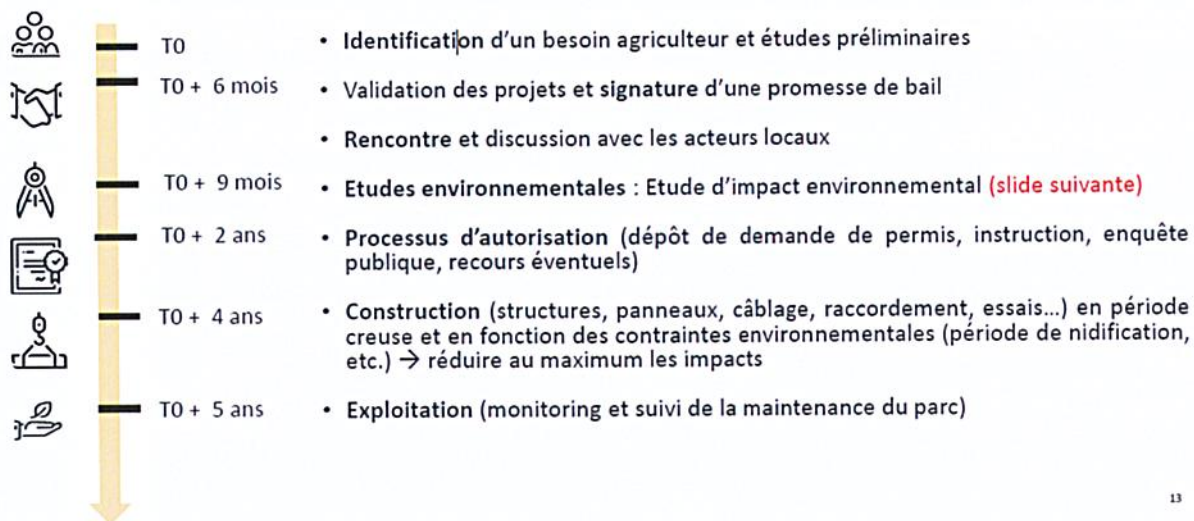 T0 • Identification d'un besoin agriculteur et études préliminaires
T0 + 6 mois • Validation des projets et signature d'une promesse de bail
• Rencontre et discussion avec les acteurs locaux
T0 + 9 mois • Etudes environnementales : Etude d'impact environnemental (slide suivante)
T0 + 2 ans • Processus d'autorisation (dépôt de demande de permis, instruction, enquête
publique, recours éventuels)
T0 + 4 ans • Construction (structures, panneaux, câblage, raccordement, essais...) en période
creuse et en fonction des contraintes environnementales (période de nidification,
etc.) → réduire au maximum les impacts
T0 + 5 ans • Exploitation (monitoring et suivi de la maintenance du parc)
13